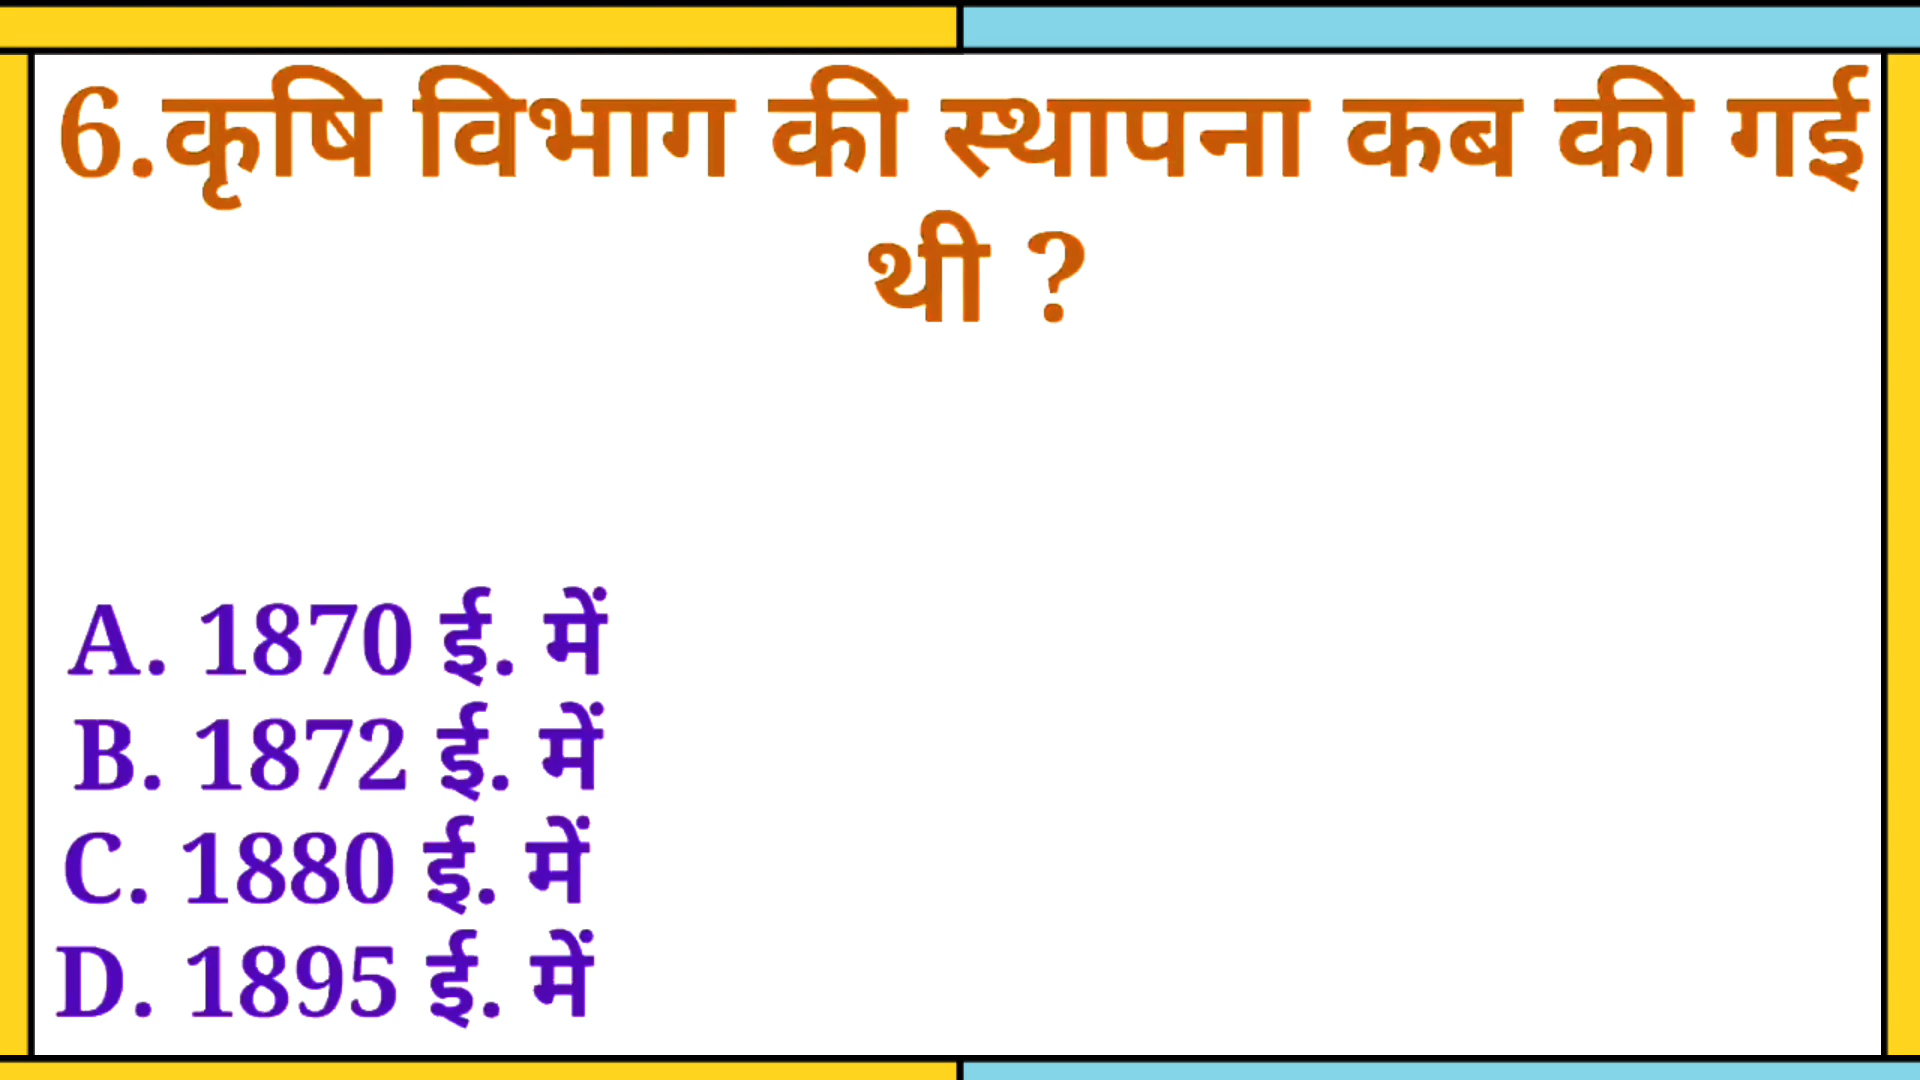 6.कृषि विभाग की स्थापना कब की गई
थी ?
A. 1870 ई. में
B. 1872 ई. में
C. 1880 ई. में
D. 1895 ई. में